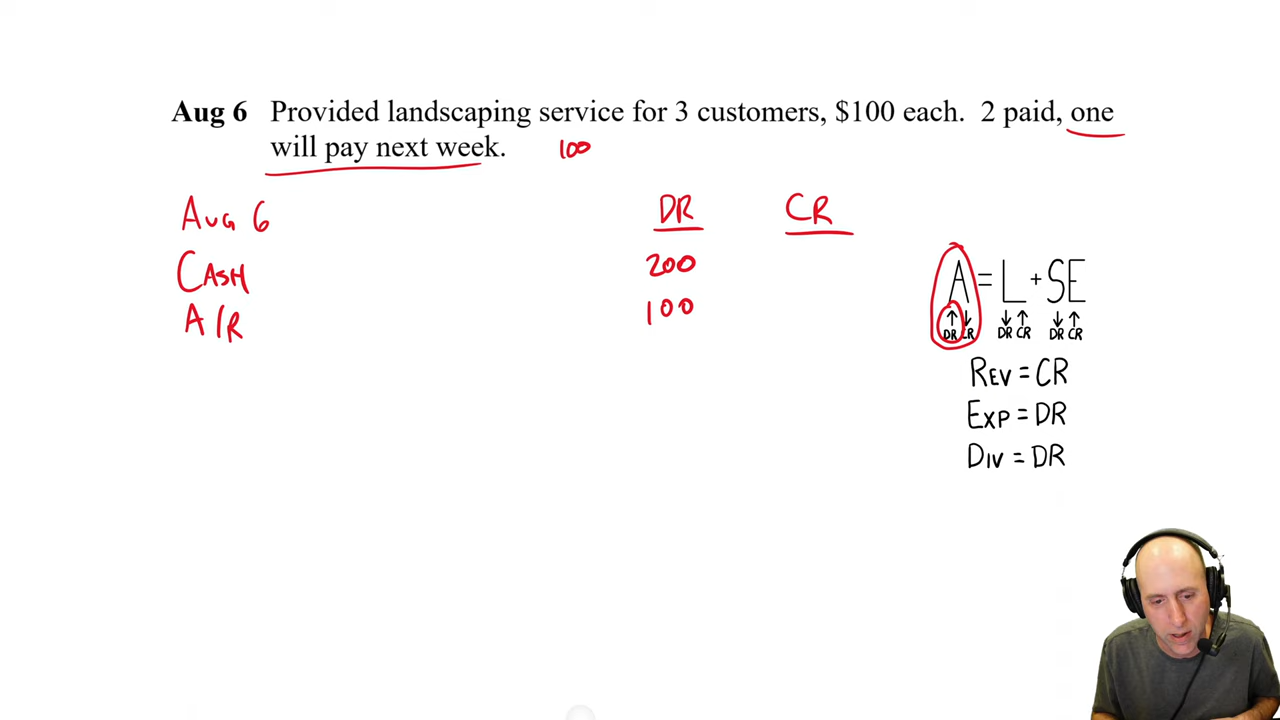 Aug 6 Provided landscaping service for 3 customers, $100 each. 2 paid, one
will pay next week. 100
Aug 6 DR CR
CASH 200
A/R 100
A = L + SE
↑ ↓ ↓ ↑ ↓ ↑
DR CR DR CR DR CR
REV = CR
EXP = DR
DIV = DR